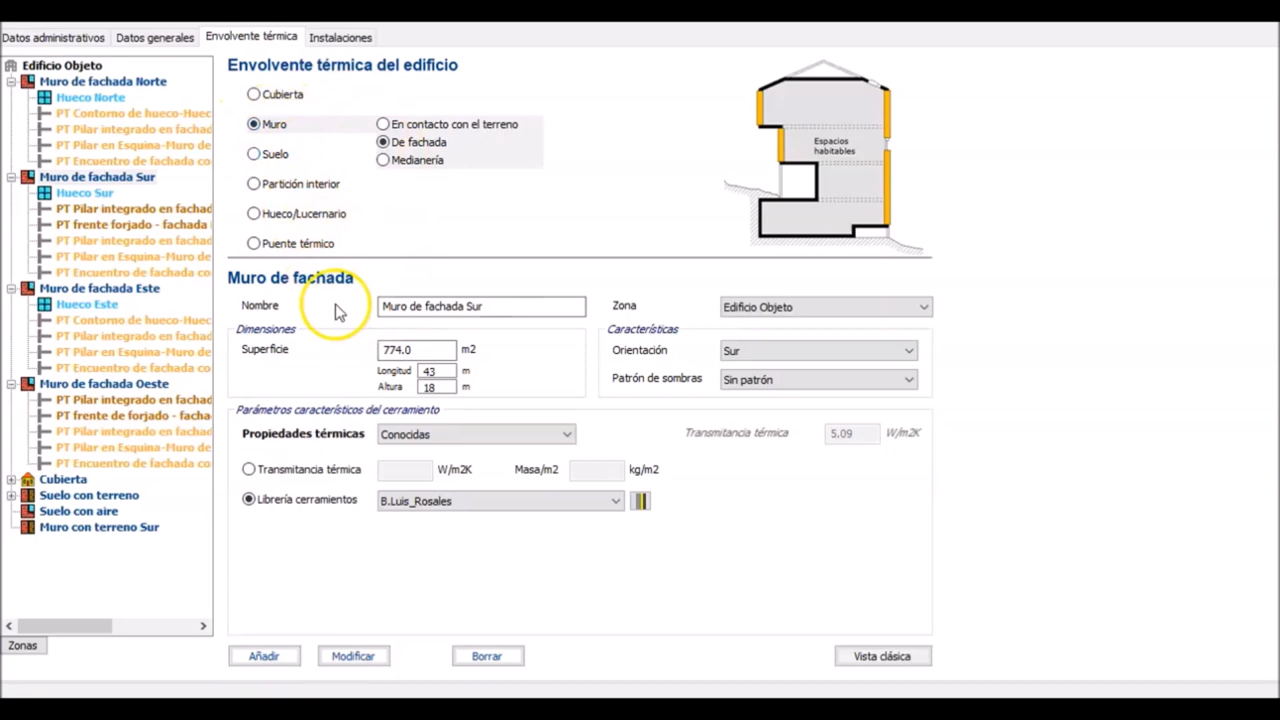 Datos administrativos Datos generales Envolvente térmica Instalaciones
Edificio Objeto
Muro de fachada Norte
Hueco Norte
PT Contorno de hueco-Huec
PT Pilar integrado en fachad
PT Pilar en Esquina-Muro de
PT Encuentro de fachada co
Muro de fachada Sur
Hueco Sur
PT Pilar integrado en fachad
PT frente forjado - fachada
PT Pilar integrado en fachad
PT Pilar en Esquina-Muro de
PT Encuentro de fachada co
Muro de fachada Este
Hueco Este
PT Contorno de hueco-Huec
PT Pilar integrado en fachad
PT Pilar en Esquina-Muro de
PT Encuentro de fachada co
Muro de fachada Oeste
PT Pilar integrado en fachad
PT frente de forjado - facha
PT Pilar integrado en fachad
PT Pilar en Esquina-Muro de
PT Encuentro de fachada co
Cubierta
Suelo con terreno
Suelo con aire
Muro con terreno Sur
Zonas
Envolvente térmica del edificio
Cubierta
Muro En contacto con el terreno
De fachada
Suelo Medianería
Partición interior
Hueco/Lucernario
Puente térmico
Espacios
habitables
Muro de fachada
Nombre Muro de fachada Sur Zona Edificio Objeto
Dimensiones Características
Superficie 774.0 m2 Orientación Sur
Longitud 43 m
Altura 18 m Patrón de sombras Sin patrón
Parámetros característicos del cerramiento
Propiedades térmicas Conocidas Transmitancia térmica 5.09 W/m2K
Transmitancia térmica W/m2K Masa/m2 kg/m2
Librería cerramientos B.Luis_Rosales
Añadir Modificar Borrar Vista clásica